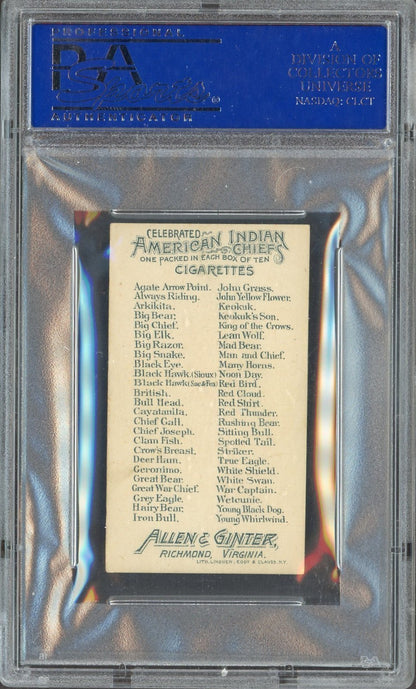 PROFESSIONAL
PSA
Sports®
AUTHENTICATOR
A
DIVISION OF
COLLECTORS
UNIVERSE
NASDAQ: CLCT
CELEBRATED
AMERICAN INDIAN
CHIEFS
ONE PACKED IN EACH BOX OF TEN
CIGARETTES
Agate Arrow Point. John Grass.
Always Riding. John Yellow Flower.
Arkikita. Keokuk.
Big Bear. Keokuk's Son.
Big Chief. King of the Crows.
Big Elk. Lean Wolf.
Big Razor. Mad Bear.
Big Snake. Man and Chief.
Black Eye. Many Horns.
Black Hawk.(Sioux) Noon Day.
Black Hawk(Sac & Fox) Red Bird.
British. Red Cloud.
Bull Head. Red Shirt.
Cayatanita. Red Thunder.
Chief Gall. Rushing Bear.
Chief Joseph. Sitting Bull.
Clam Fish. Spotted Tail.
Crow's Breast. Striker.
Deer Ham. True Eagle.
Geronimo. White Shield.
Great Bear. White Swan.
Great War Chief. War Captain.
Grey Eagle. Wetcunie.
Hairy Bear. Young Black Dog.
Iron Bull. Young Whirlwind.
ALLEN & GINTER,
RICHMOND, VIRGINIA.
LITH. LINDNER, EDDY & CLAUSS. N.Y.